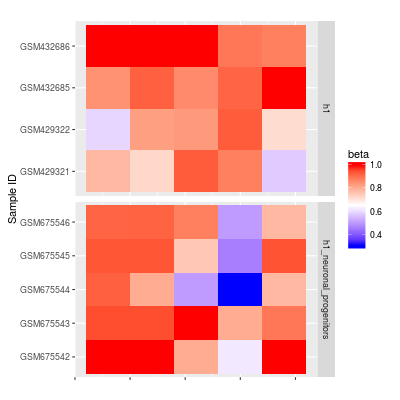 Sample ID
GSM432686
GSM432685
GSM429322
GSM429321
h1
GSM675546
GSM675545
GSM675544
GSM675543
GSM675542
h1_neuronal_progenitors
beta
1.0
0.8
0.6
0.4